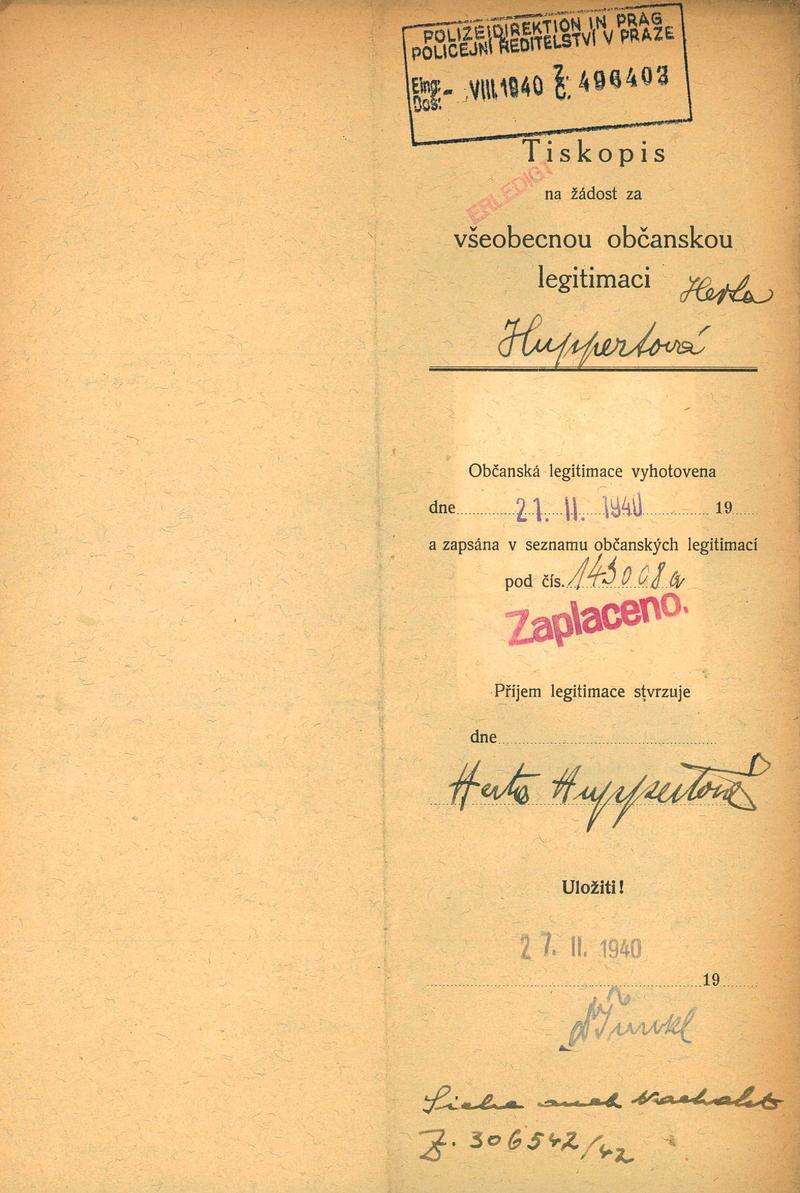 POLIZEIDIREKTION IN PRAG
POLICEJNÍ ŘEDITELSTVÍ V PRAZE
Eing:
Doš:
- VIII.1940 Z. Č. 496403
Tiskopis
ERLEDIGT
na žádost za
všeobecnou občanskou
legitimaci Herta
Huppertová
Občanská legitimace vyhotovena
dne 21. II. 1940 19
a zapsána v seznamu občanských legitimací
pod čís. 143008a
Zaplaceno.
Příjem legitimace stvrzuje
dne
Herta Huppertová
Uložiti!
27. II. 1940
19
Siehe auch
Z. 306542/42